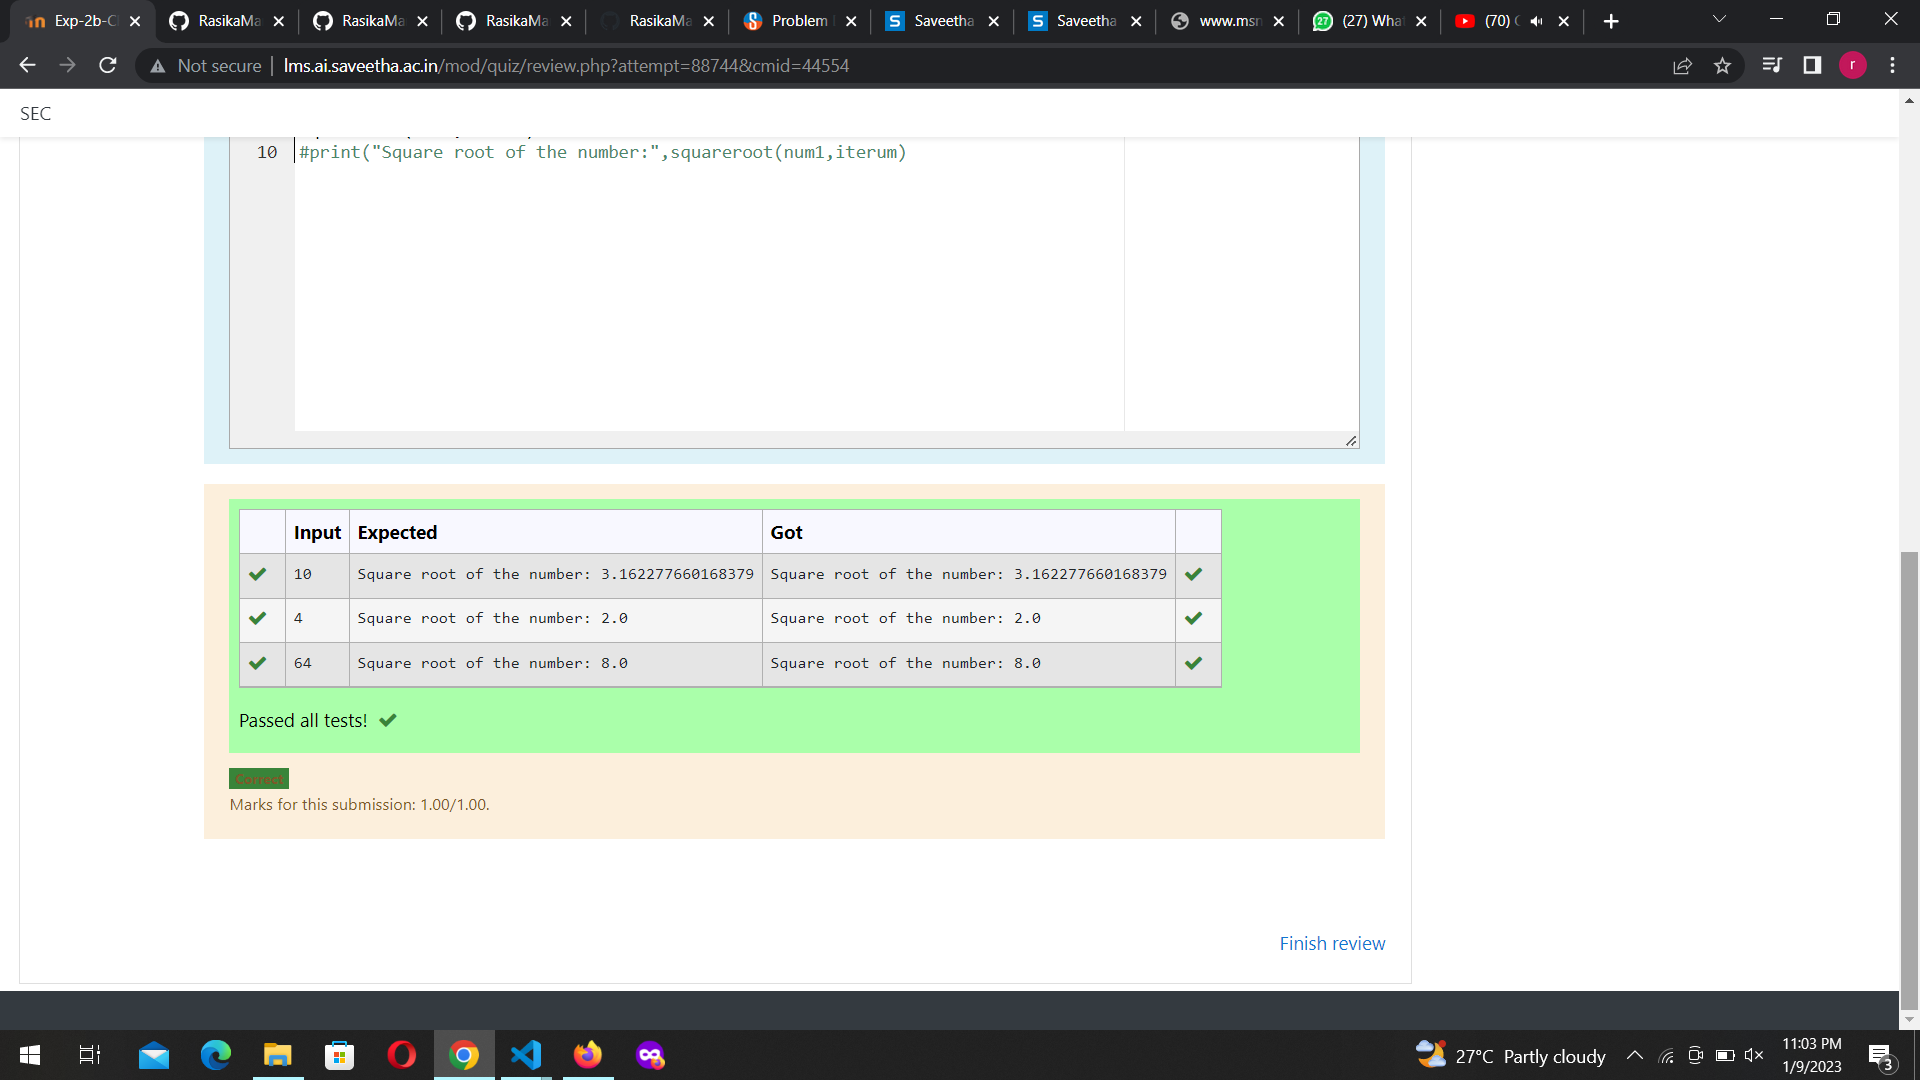 Exp-2b-C
RasikaMa
RasikaMa
RasikaMa
RasikaMa
Problem
Saveetha
Saveetha
www.msn
(27) What
(70)
Not secure
lms.ai.saveetha.ac.in/mod/quiz/review.php?attempt=88744&cmid=44554
r
SEC
10 #print("Square root of the number:",squareroot(num1,iterum)
Input Expected Got
10 Square root of the number: 3.162277660168379 Square root of the number: 3.162277660168379
4 Square root of the number: 2.0 Square root of the number: 2.0
64 Square root of the number: 8.0 Square root of the number: 8.0
Passed all tests!
Correct
Marks for this submission: 1.00/1.00.
Finish review
27°C Partly cloudy
11:03 PM
1/9/2023
3